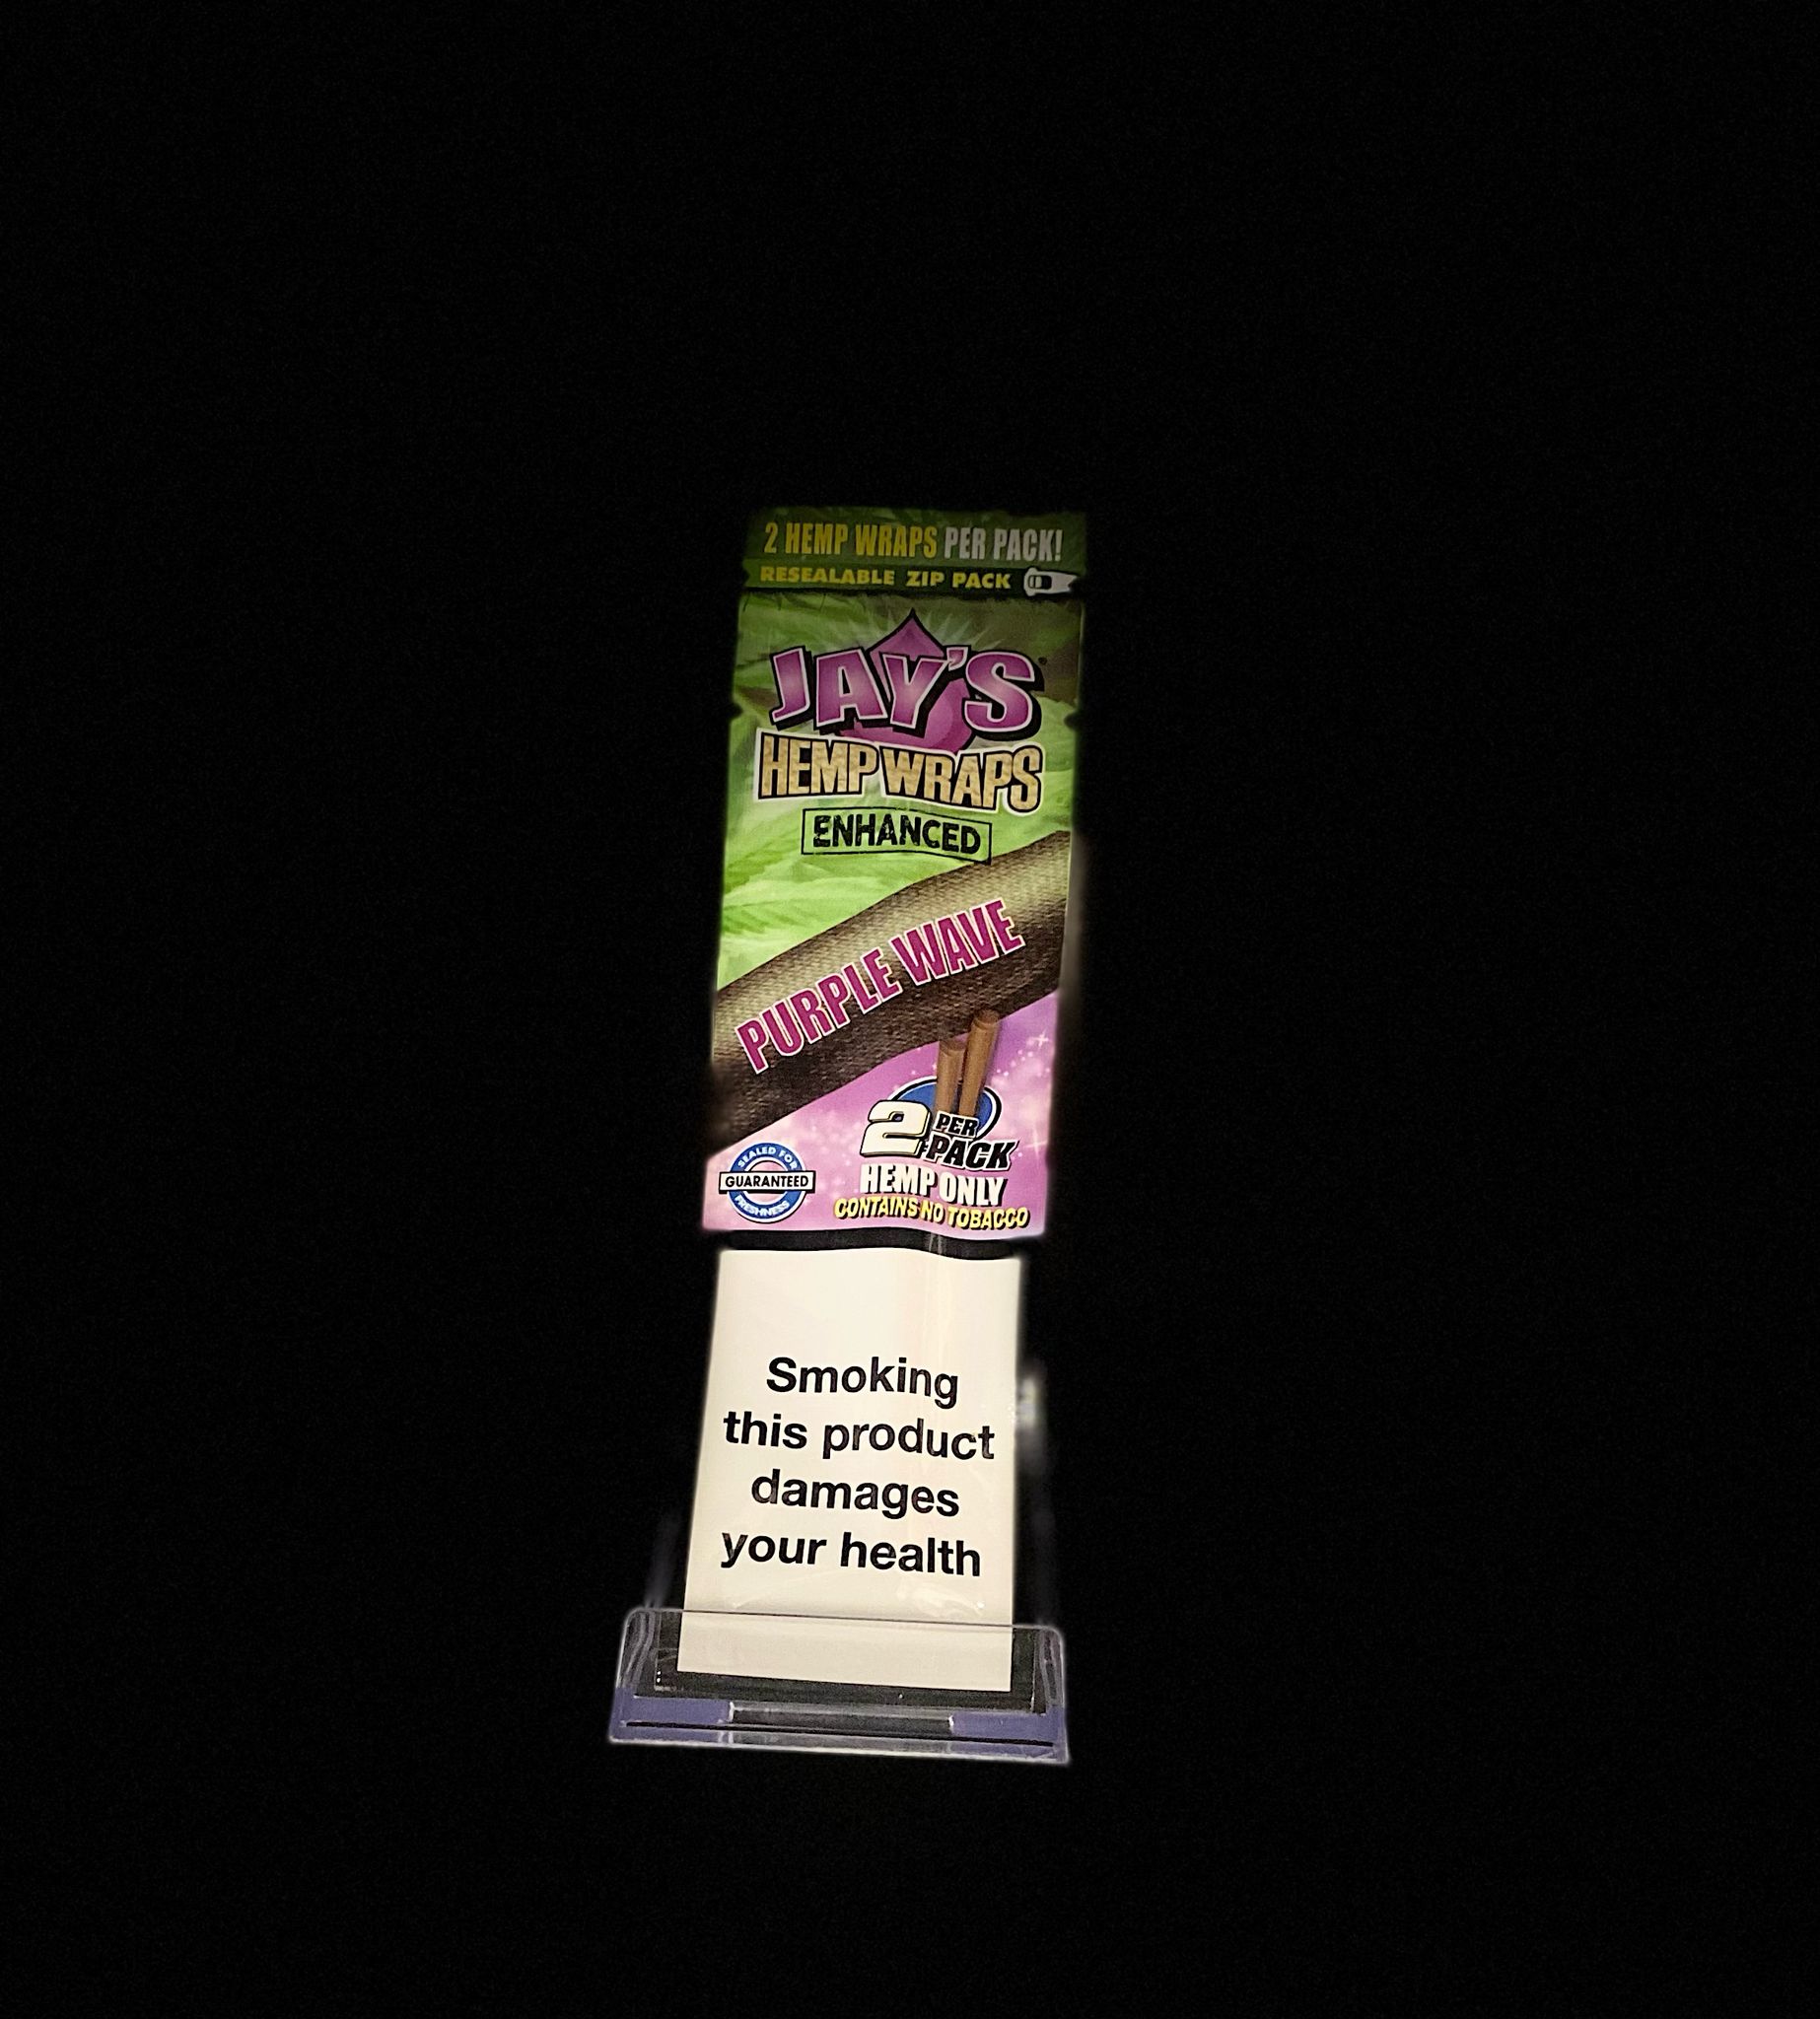 2 HEMP WRAPS PER PACK!
RESEALABLE ZIP PACK
JAY'S
HEMP WRAPS
ENHANCED
PURPLE WAVE
2 PER
PACK
SEALED FOR
GUARANTEED
FRESHNESS
HEMP ONLY
CONTAINS NO TOBACCO
Smoking
this product
damages
your health